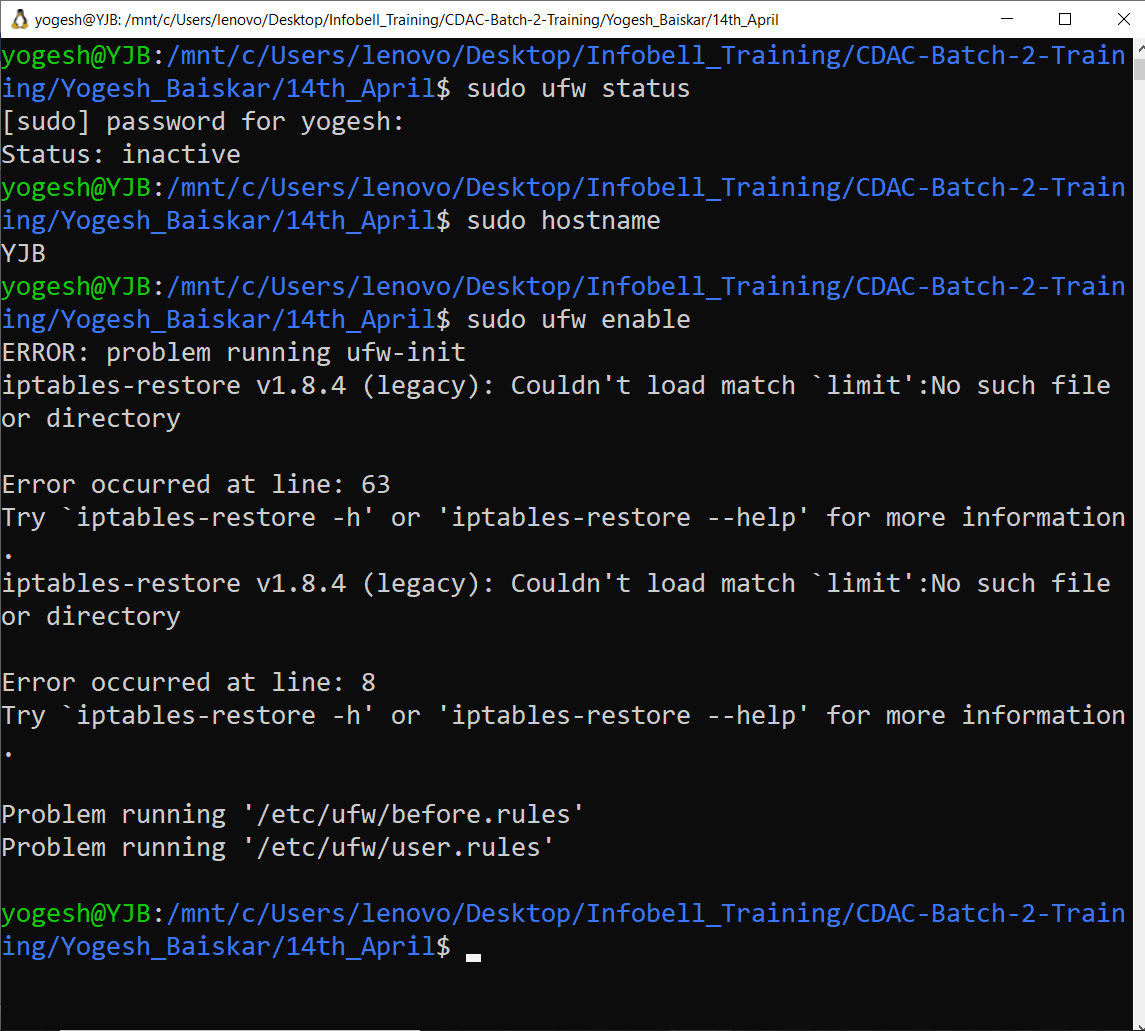 yogesh@YJB: /mnt/c/Users/lenovo/Desktop/Infobell_Training/CDAC-Batch-2-Training/Yogesh_Baiskar/14th_April
yogesh@YJB:/mnt/c/Users/lenovo/Desktop/Infobell_Training/CDAC-Batch-2-Train
ing/Yogesh_Baiskar/14th_April$ sudo ufw status
[sudo] password for yogesh:
Status: inactive
yogesh@YJB:/mnt/c/Users/lenovo/Desktop/Infobell_Training/CDAC-Batch-2-Train
ing/Yogesh_Baiskar/14th_April$ sudo hostname
YJB
yogesh@YJB:/mnt/c/Users/lenovo/Desktop/Infobell_Training/CDAC-Batch-2-Train
ing/Yogesh_Baiskar/14th_April$ sudo ufw enable
ERROR: problem running ufw-init
iptables-restore v1.8.4 (legacy): Couldn't load match `limit':No such file
or directory

Error occurred at line: 63
Try `iptables-restore -h' or 'iptables-restore --help' for more information
.
iptables-restore v1.8.4 (legacy): Couldn't load match `limit':No such file
or directory

Error occurred at line: 8
Try `iptables-restore -h' or 'iptables-restore --help' for more information
.

Problem running '/etc/ufw/before.rules'
Problem running '/etc/ufw/user.rules'

yogesh@YJB:/mnt/c/Users/lenovo/Desktop/Infobell_Training/CDAC-Batch-2-Train
ing/Yogesh_Baiskar/14th_April$